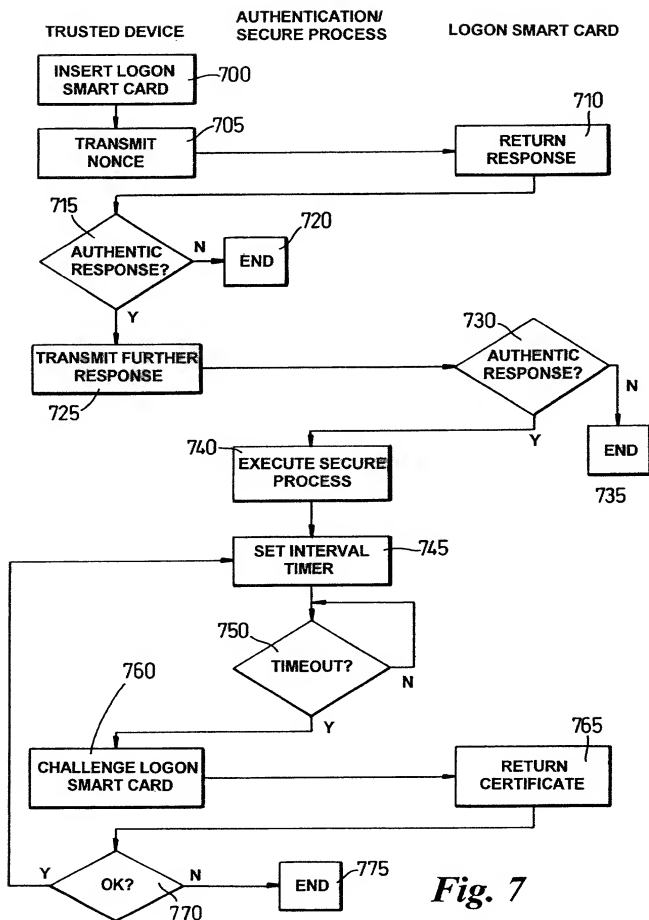 TRUSTED DEVICE
AUTHENTICATION/
SECURE PROCESS
LOGON SMART CARD
INSERT LOGON
SMART CARD
700
705
TRANSMIT
NONCE
710
RETURN
RESPONSE
715
AUTHENTIC
RESPONSE?
N
720
END
Y
TRANSMIT FURTHER
RESPONSE
725
730
AUTHENTIC
RESPONSE?
N
Y
END
735
740
EXECUTE SECURE
PROCESS
SET INTERVAL
TIMER
745
750
TIMEOUT?
N
Y
760
CHALLENGE LOGON
SMART CARD
765
RETURN
CERTIFICATE
Y
OK?
N
770
END
775
Fig. 7